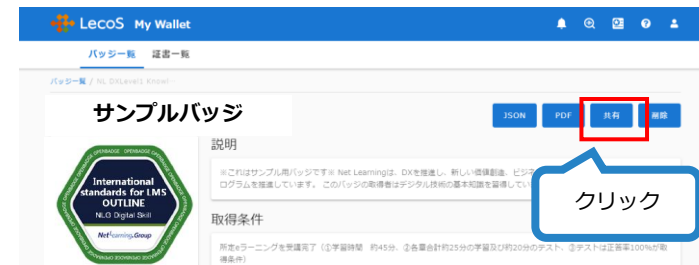 LecoS My Wallet
バッジ一覧 証書一覧
バッジ一覧 / NL DXLevel1 Knowl…
サンプルバッジ
JSON PDF 共有 削除
説明
※これはサンプル用バッジです※ Net Learningは、DXを推進し、新しい価値創造、ビジネ
ログラムを推進しています。 このバッジの取得者はデジタル技術の基本知識を習得してい
クリック
OPENBADGE OPENBADGE
International
standards for LMS
OUTLINE
NLG Digital Skill
Net Learning Group
OPENBADGE OPENBADGE
取得条件
所定eラーニングを受講完了（①学習時間 約45分、②各章合計約25分の学習及び約20分のテスト、③テストは正答率100%が取
得条件）